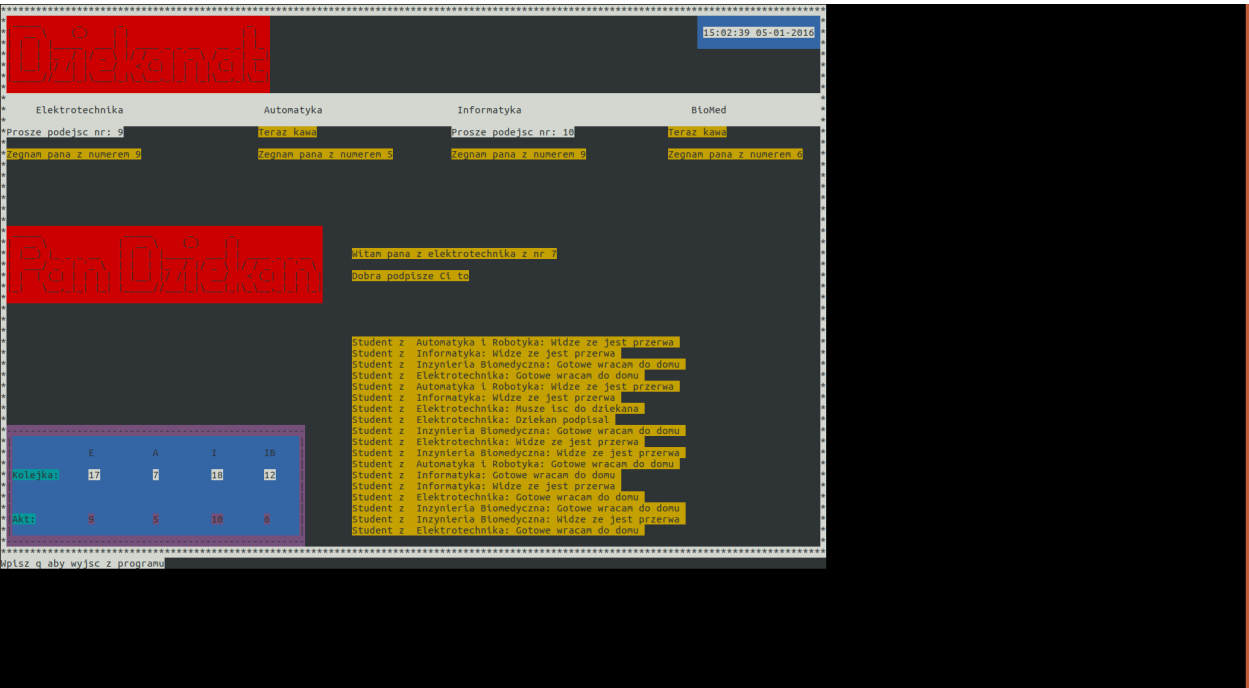 Dziekanat
15:02:39 05-01-2016
Elektrotechnika Automatyka Informatyka BioMed
Prosze podejsc nr: 9 Teraz kawa Prosze podejsc nr: 10 Teraz kawa
Zegnam pana z numerem 9 Zegnam pana z numerem 5 Zegnam pana z numerem 9 Zegnam pana z numerem 6
Pan Dziekan
Witam pana z elektrotechnika z nr 7
Dobra podpisze Ci to
Student z Automatyka i Robotyka: Widze ze jest przerwa
Student z Informatyka: Widze ze jest przerwa
Student z Inzynieria Biomedyczna: Gotowe wracam do domu
Student z Elektrotechnika: Gotowe wracam do domu
Student z Automatyka i Robotyka: Widze ze jest przerwa
Student z Informatyka: Widze ze jest przerwa
Student z Elektrotechnika: Musze isc do dziekana
Student z Elektrotechnika: Dziekan podpisal
Student z Inzynieria Biomedyczna: Gotowe wracam do domu
Student z Elektrotechnika: Widze ze jest przerwa
Student z Inzynieria Biomedyczna: Widze ze jest przerwa
Student z Automatyka i Robotyka: Gotowe wracam do domu
Student z Informatyka: Gotowe wracam do domu
Student z Informatyka: Widze ze jest przerwa
Student z Elektrotechnika: Gotowe wracam do domu
Student z Inzynieria Biomedyczna: Gotowe wracam do domu
Student z Inzynieria Biomedyczna: Widze ze jest przerwa
Student z Elektrotechnika: Gotowe wracam do domu
E A I IB
Kolejka: 17 7 18 12
Akt: 9 5 10 6
Wpisz q aby wyjsc z programu